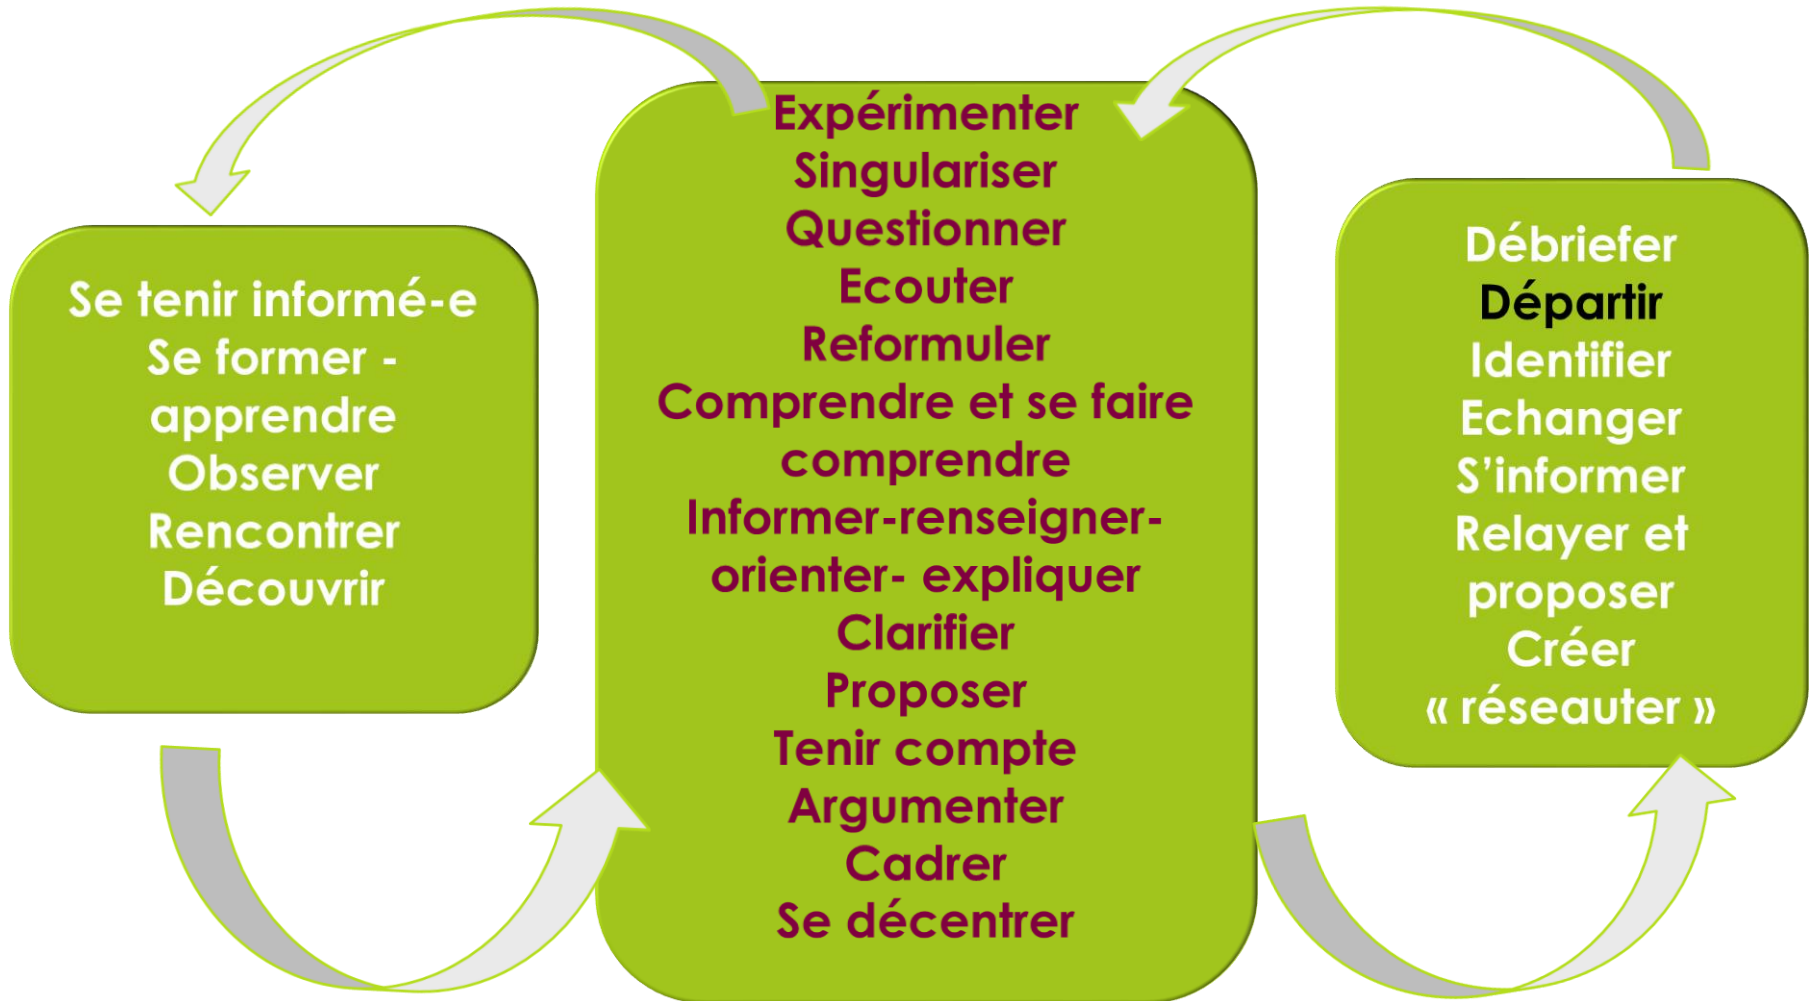 Se tenir informé-e
Se former -
apprendre
Observer
Rencontrer
Découvrir
Expérimenter
Singulariser
Questionner
Ecouter
Reformuler
Comprendre et se faire
comprendre
Informer-renseigner-
orienter- expliquer
Clarifier
Proposer
Tenir compte
Argumenter
Cadrer
Se décentrer
Débriefer
Départir
Identifier
Echanger
S’informer
Relayer et
proposer
Créer
« réseauter »